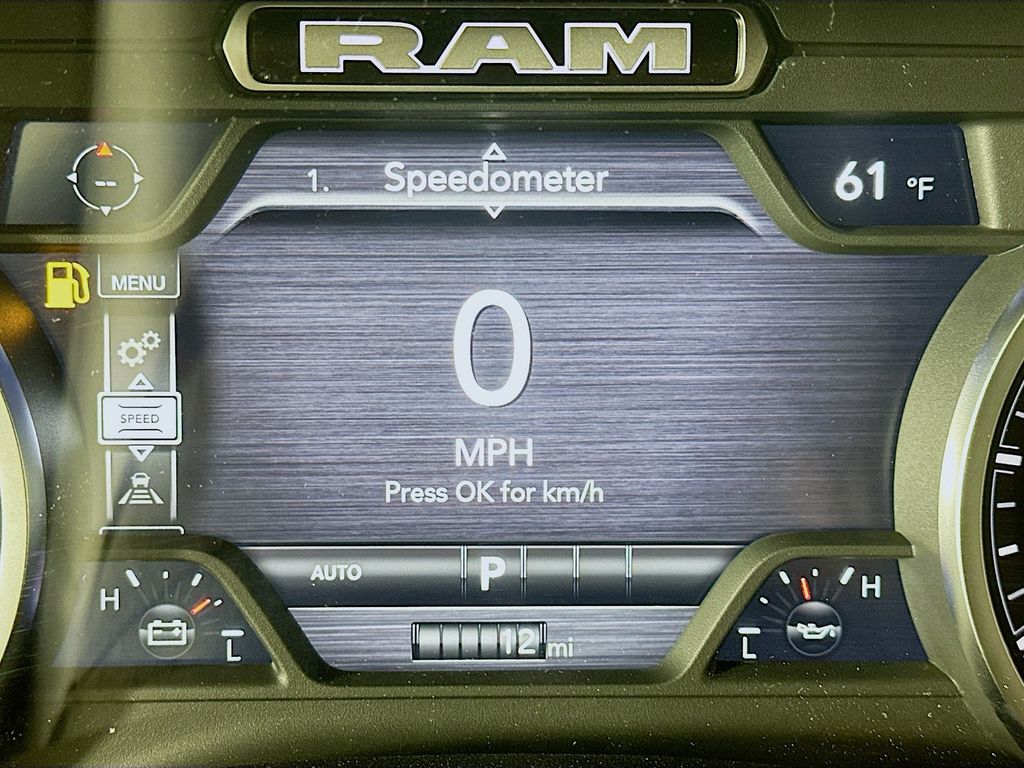 RAM
--
1. Speedometer
61 °F
MENU
SPEED
0
MPH
Press OK for km/h
AUTO
P
H
L
12 mi
H
L